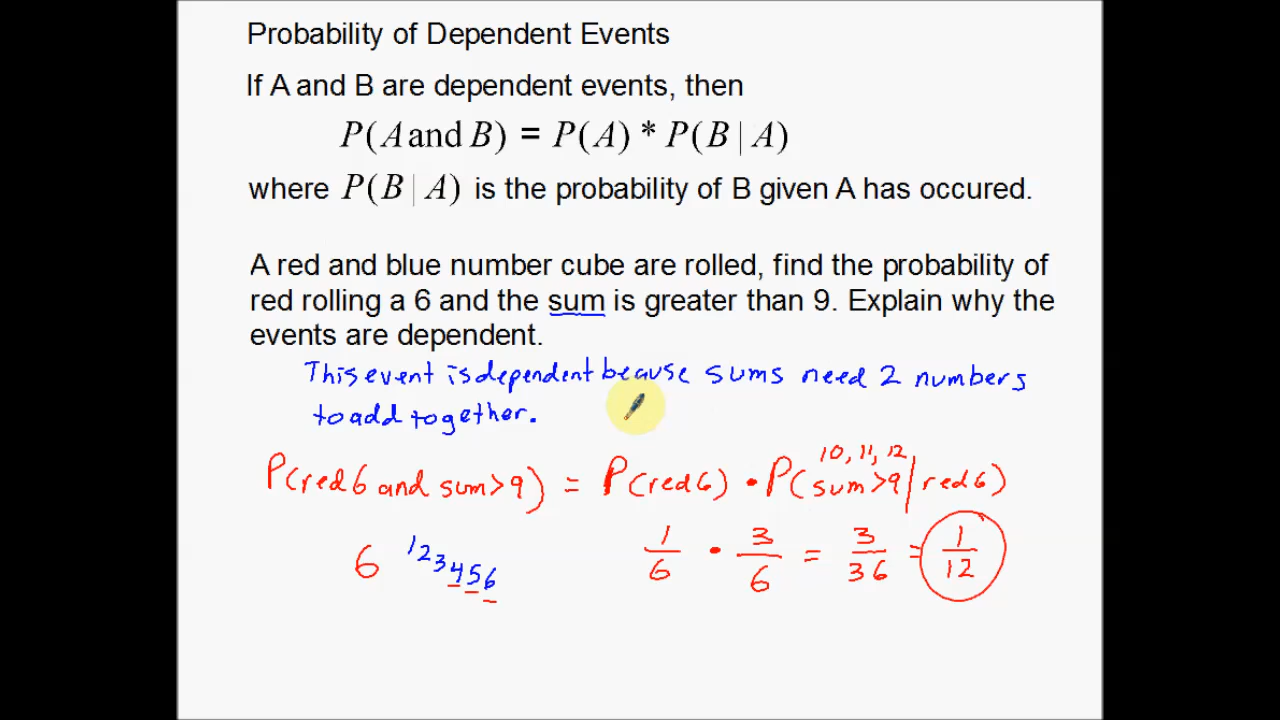 Probability of Dependent Events
If A and B are dependent events, then
P(A and B) = P(A) * P(B | A)
where P(B | A) is the probability of B given A has occured.
A red and blue number cube are rolled, find the probability of
red rolling a 6 and the sum is greater than 9. Explain why the
events are dependent.
This event is dependent because sums need 2 numbers
to add together.
10, 11, 12
P(red 6 and sum > 9) = P(red 6) • P(sum > 9 | red 6)
6 1 2 3 4 5 6 1/6 • 3/6 = 3/36 = 1/12